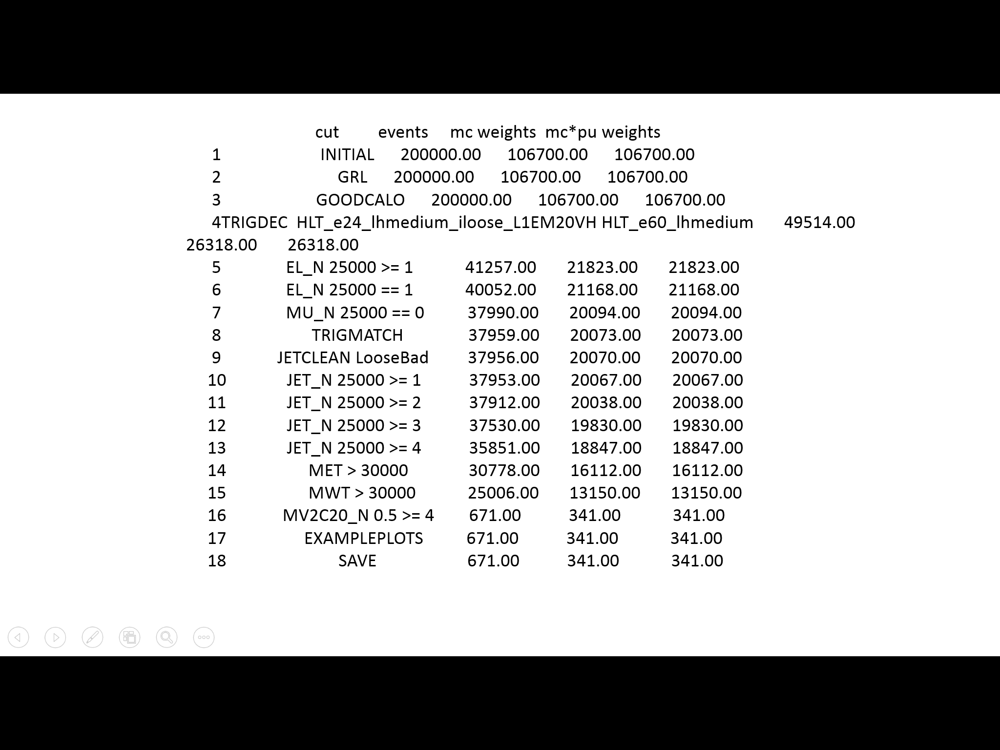 cut events mc weights mc*pu weights
1 INITIAL 200000.00 106700.00 106700.00
2 GRL 200000.00 106700.00 106700.00
3 GOODCALO 200000.00 106700.00 106700.00
4TRIGDEC HLT_e24_lhmedium_iloose_L1EM20VH HLT_e60_lhmedium 49514.00
26318.00 26318.00
5 EL_N 25000 >= 1 41257.00 21823.00 21823.00
6 EL_N 25000 == 1 40052.00 21168.00 21168.00
7 MU_N 25000 == 0 37990.00 20094.00 20094.00
8 TRIGMATCH 37959.00 20073.00 20073.00
9 JETCLEAN LooseBad 37956.00 20070.00 20070.00
10 JET_N 25000 >= 1 37953.00 20067.00 20067.00
11 JET_N 25000 >= 2 37912.00 20038.00 20038.00
12 JET_N 25000 >= 3 37530.00 19830.00 19830.00
13 JET_N 25000 >= 4 35851.00 18847.00 18847.00
14 MET > 30000 30778.00 16112.00 16112.00
15 MWT > 30000 25006.00 13150.00 13150.00
16 MV2C20_N 0.5 >= 4 671.00 341.00 341.00
17 EXAMPLEPLOTS 671.00 341.00 341.00
18 SAVE 671.00 341.00 341.00